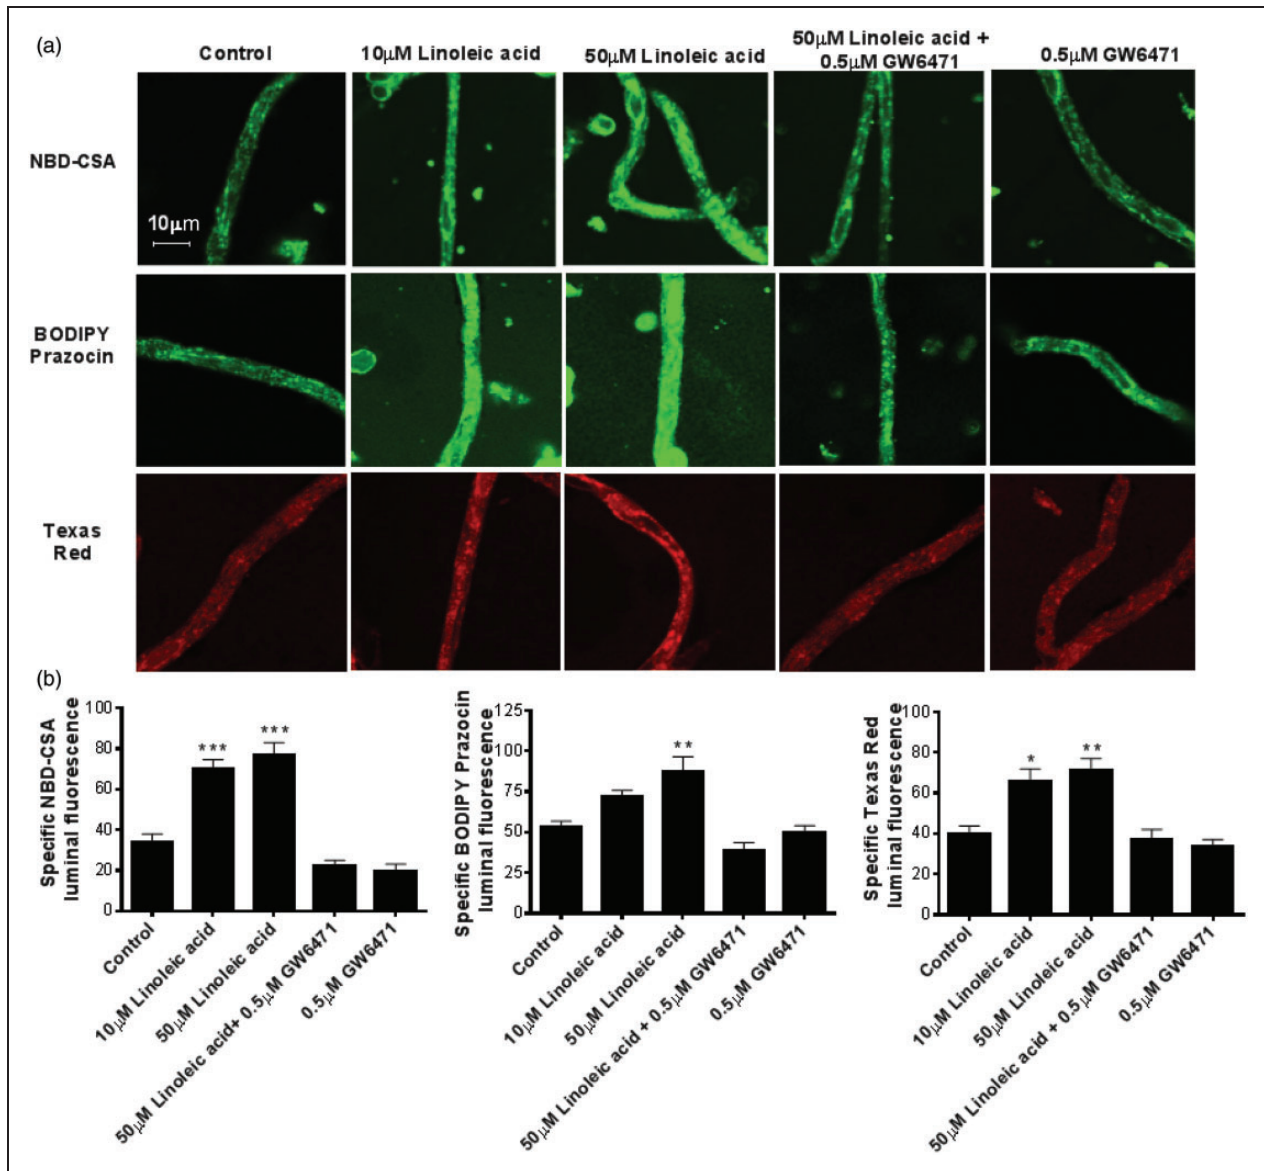 (a)
Control
10μM Linoleic acid
50μM Linoleic acid
50μM Linoleic acid +
0.5μM GW6471
0.5μM GW6471
NBD-CSA
10μm
BODIPY
Prazocin
Texas
Red
(b)
Specific NBD-CSA
luminal fluorescence
100
80
60
40
20
0
***
***
Control
10μM Linoleic acid
50μM Linoleic acid
50μM Linoleic acid+ 0.5μM GW6471
0.5μM GW6471
Specific BODIPY Prazocin
luminal fluorescence
125
100
75
50
25
0
**
Control
10μM Linoleic acid
50μM Linoleic acid
50μM Linoleic acid + 0.5μM GW6471
0.5μM GW6471
Specific Texas Red
luminal fluorescence
100
80
60
40
20
0
*
**
Control
10μM Linoleic acid
50μM Linoleic acid
50μM Linoleic acid + 0.5μM GW6471
0.5μM GW6471